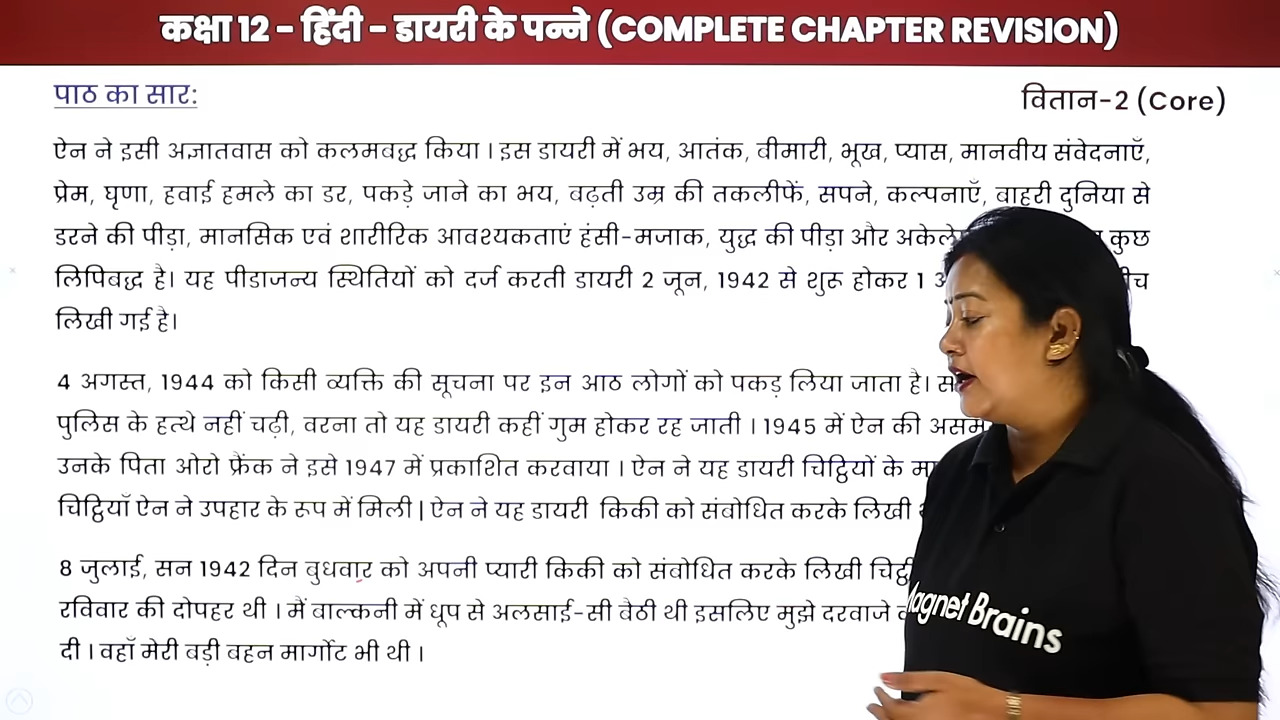 कक्षा 12 - हिंदी - डायरी के पन्ने (COMPLETE CHAPTER REVISION)
पाठ का सार:
वितान-2 (Core)
ऐन ने इसी अज्ञातवास को कलमबद्ध किया । इस डायरी में भय, आतंक, बीमारी, भूख, प्यास, मानवीय संवेदनाएँ,
प्रेम, घृणा, हवाई हमले का डर, पकड़े जाने का भय, बढ़ती उम्र की तकलीफें, सपने, कल्पनाएँ, बाहरी दुनिया से
डरने की पीड़ा, मानसिक एवं शारीरिक आवश्यकताएं हंसी-मजाक, युद्ध की पीड़ा और कुछ
लिपिबद्ध है। यह पीडाजन्य स्थितियों को दर्ज करती डायरी 2 जून, 1942 से शुरू होकर 1
लिखी गई है।
4 अगस्त, 1944 को किसी व्यक्ति की सूचना पर इन आठ लोगों को पकड़ लिया जाता है।
पुलिस के हत्थे नहीं चढ़ी, वरना तो यह डायरी कहीं गुम होकर रह जाती । 1945 में ऐन की
उनके पिता ओरो फ्रैंक ने इसे 1947 में प्रकाशित करवाया । ऐन ने यह डायरी चिट्ठियों के
चिट्ठियाँ ऐन ने उपहार के रूप में मिली | ऐन ने यह डायरी किकी को संबोधित करके लिखी
8 जुलाई, सन 1942 दिन बुधवार को अपनी प्यारी किकी को संबोधित करके लिखी
रविवार की दोपहर थी । मैं बाल्कनी में धूप से अलसाई-सी बैठी थी इसलिए मुझे दरवाजे
दी । वहाँ मेरी बड़ी बहन मार्गोट भी थी ।
Magnet Brains